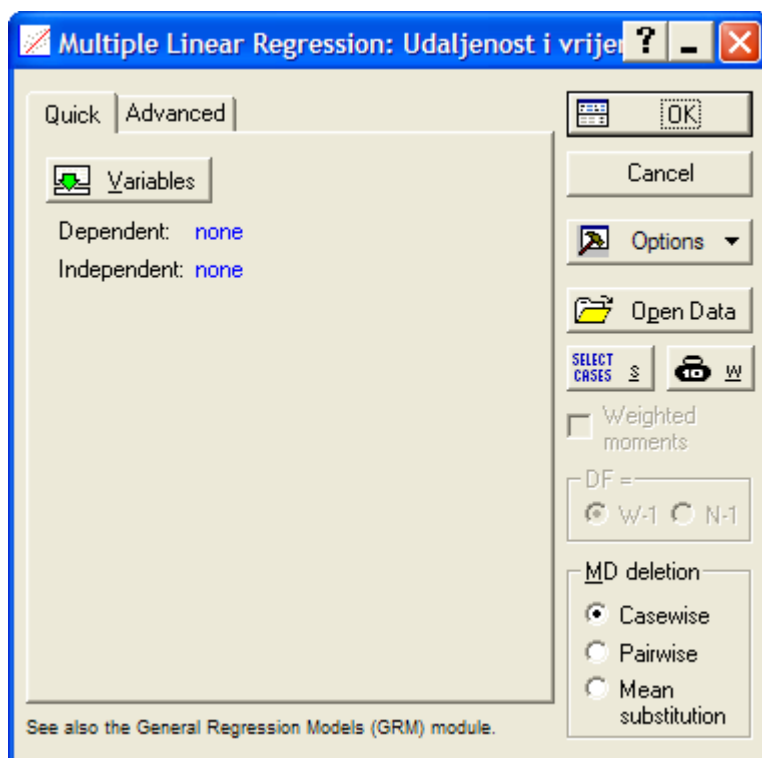 Multiple Linear Regression: Udaljenost i vrijer
?
Quick
Advanced
Variables
Dependent: none
Independent: none
See also the General Regression Models (GRM) module.
OK
Cancel
Options
Open Data
SELECT CASES S
10 W
Weighted
moments
DF =
W-1 N-1
MD deletion
Casewise
Pairwise
Mean
substitution